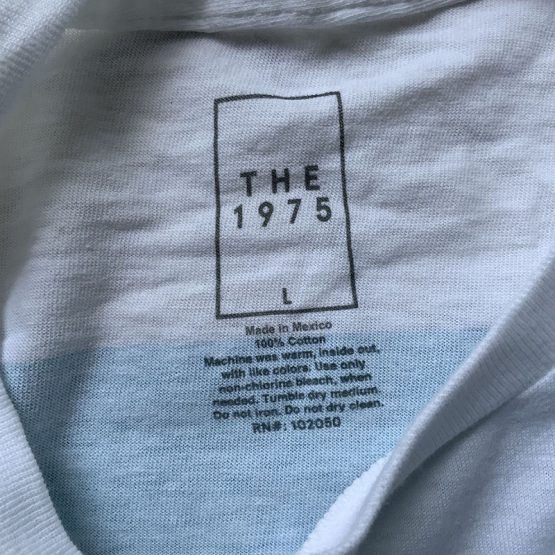 THE
1975
L
Made in Mexico
100% Cotton
Machine was warm, inside out,
with like colors. Use only
non-chlorine bleach, when
needed. Tumble dry medium.
Do not iron. Do not dry clean.
RN#: 102050